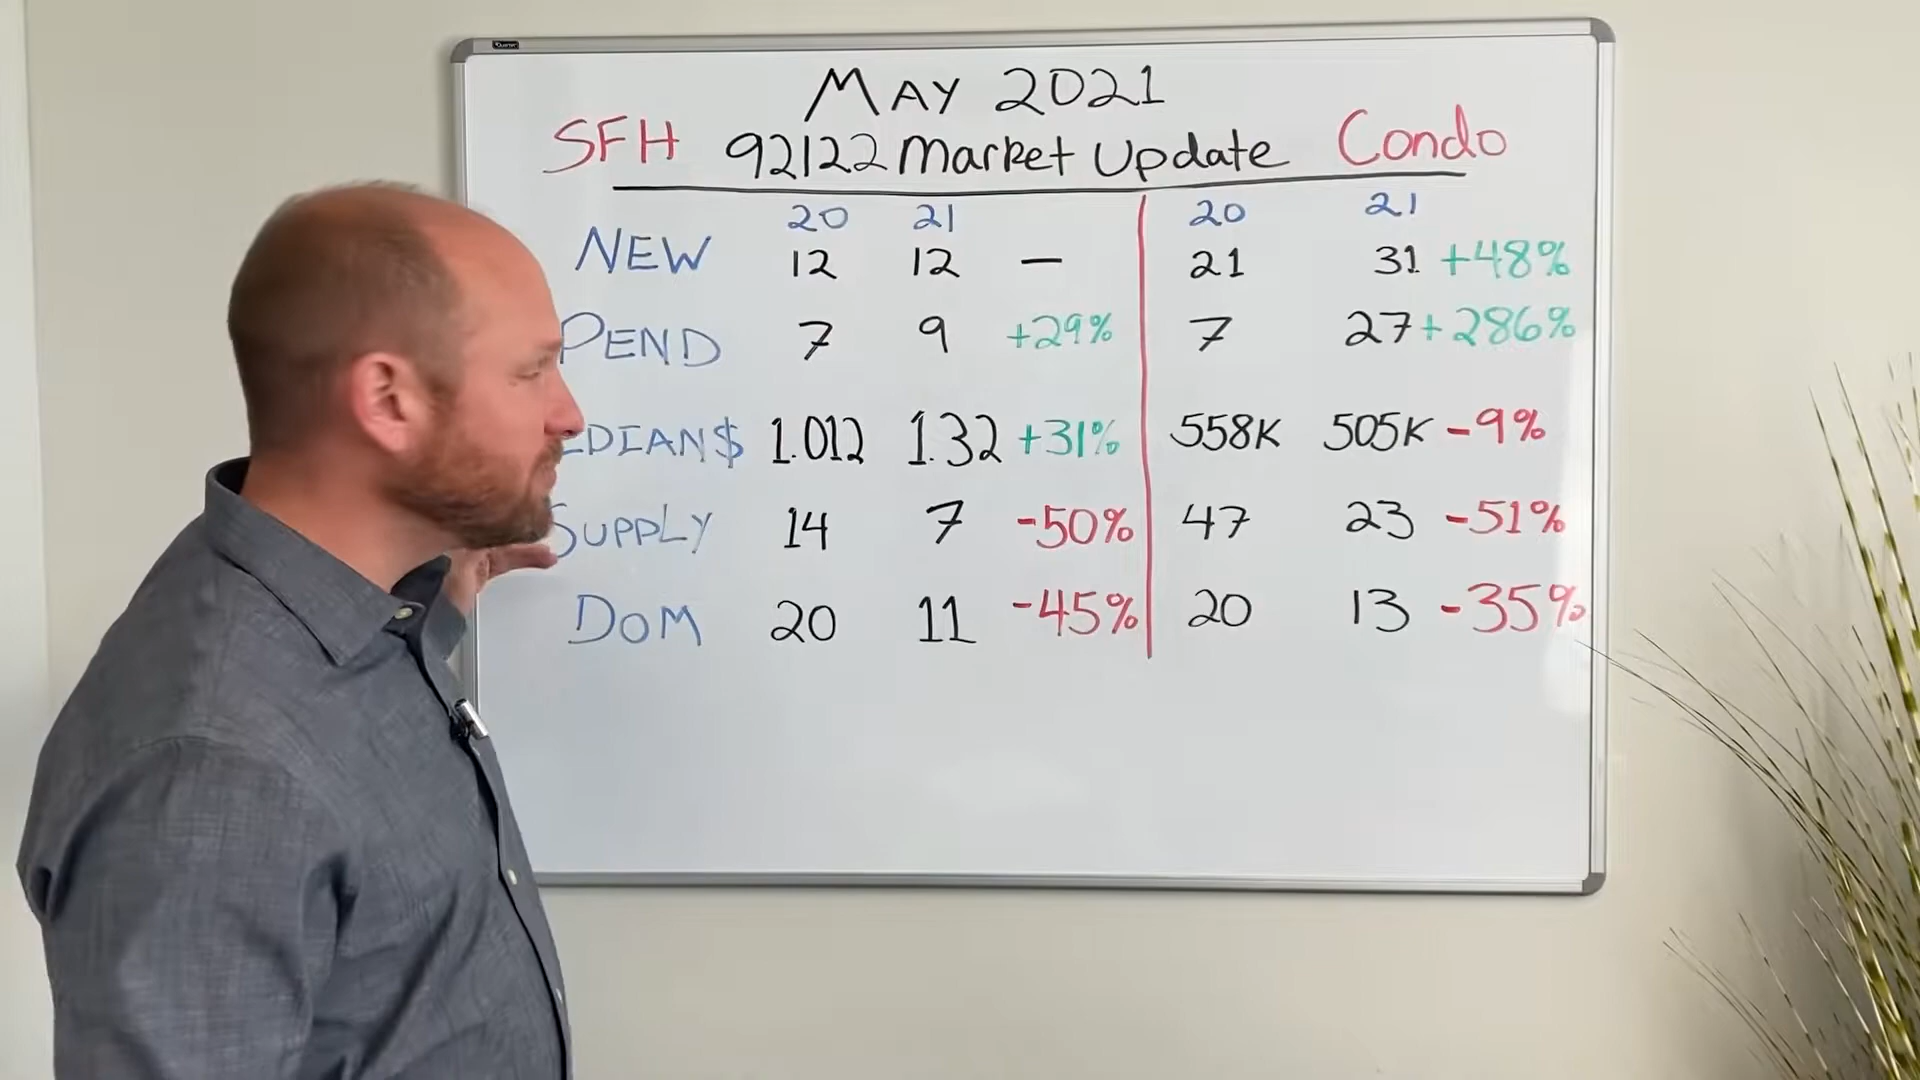 MAY 2021
SFH 92122 Market Update Condo
20 21 20 21
NEW 12 12 — 21 31 +48%
PEND 7 9 +29% 7 27 +286%
EDIAN$ 1.012 1.32 +31% 558K 505K -9%
SUPPLY 14 7 -50% 47 23 -51%
DOM 20 11 -45% 20 13 -35%